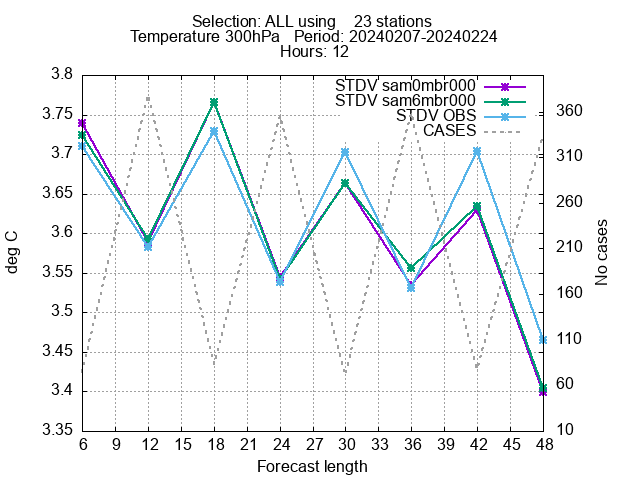 Selection: ALL using    23 stations
Temperature 300hPa   Period: 20240207-20240224
Hours: 12
STDV sam0mbr000
STDV sam6mbr000
STDV OBS
CASES
3.8
3.75
3.7
3.65
3.6
3.55
3.5
3.45
3.4
3.35
deg C
360
310
260
210
160
110
60
10
No cases
6 9 12 15 18 21 24 27 30 33 36 39 42 45 48
Forecast length